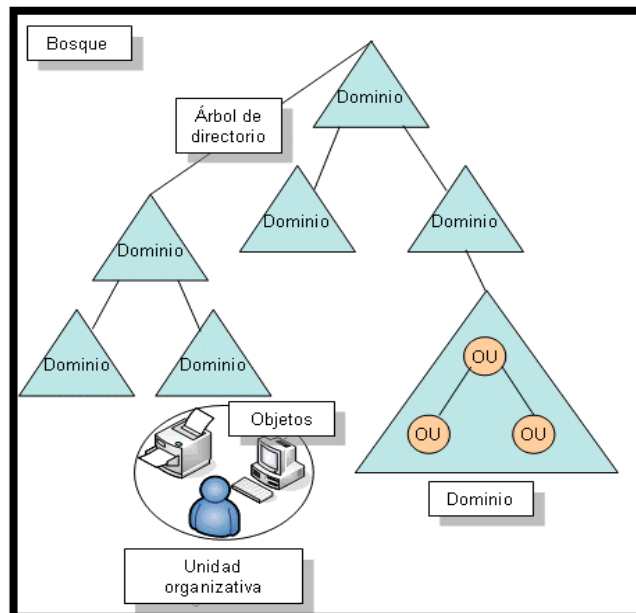 Bosque
Dominio
Árbol de
directorio
Dominio
Dominio
Dominio
Dominio
Dominio
OU
OU
OU
Objetos
Dominio
Unidad
organizativa